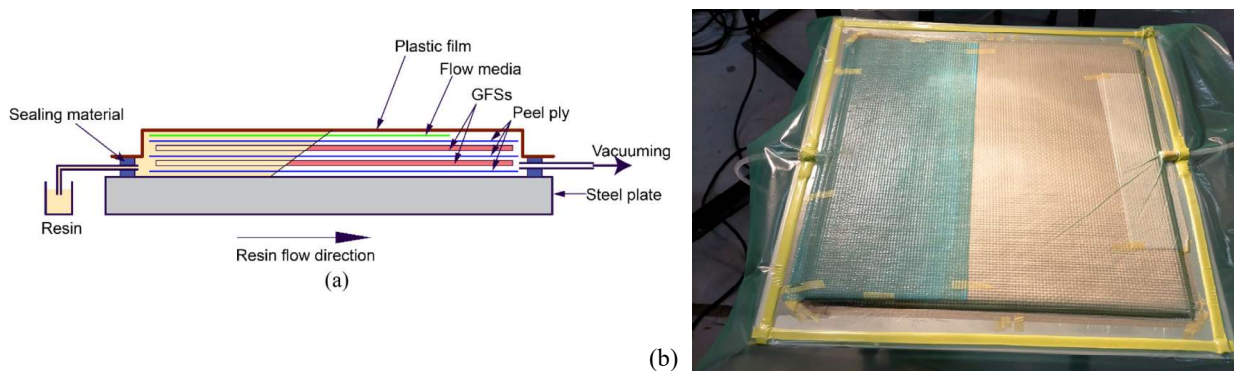 Plastic film
Flow media
GFSs
Peel ply
Sealing material
Vacuuming
Steel plate
Resin
Resin flow direction
(a)
(b)